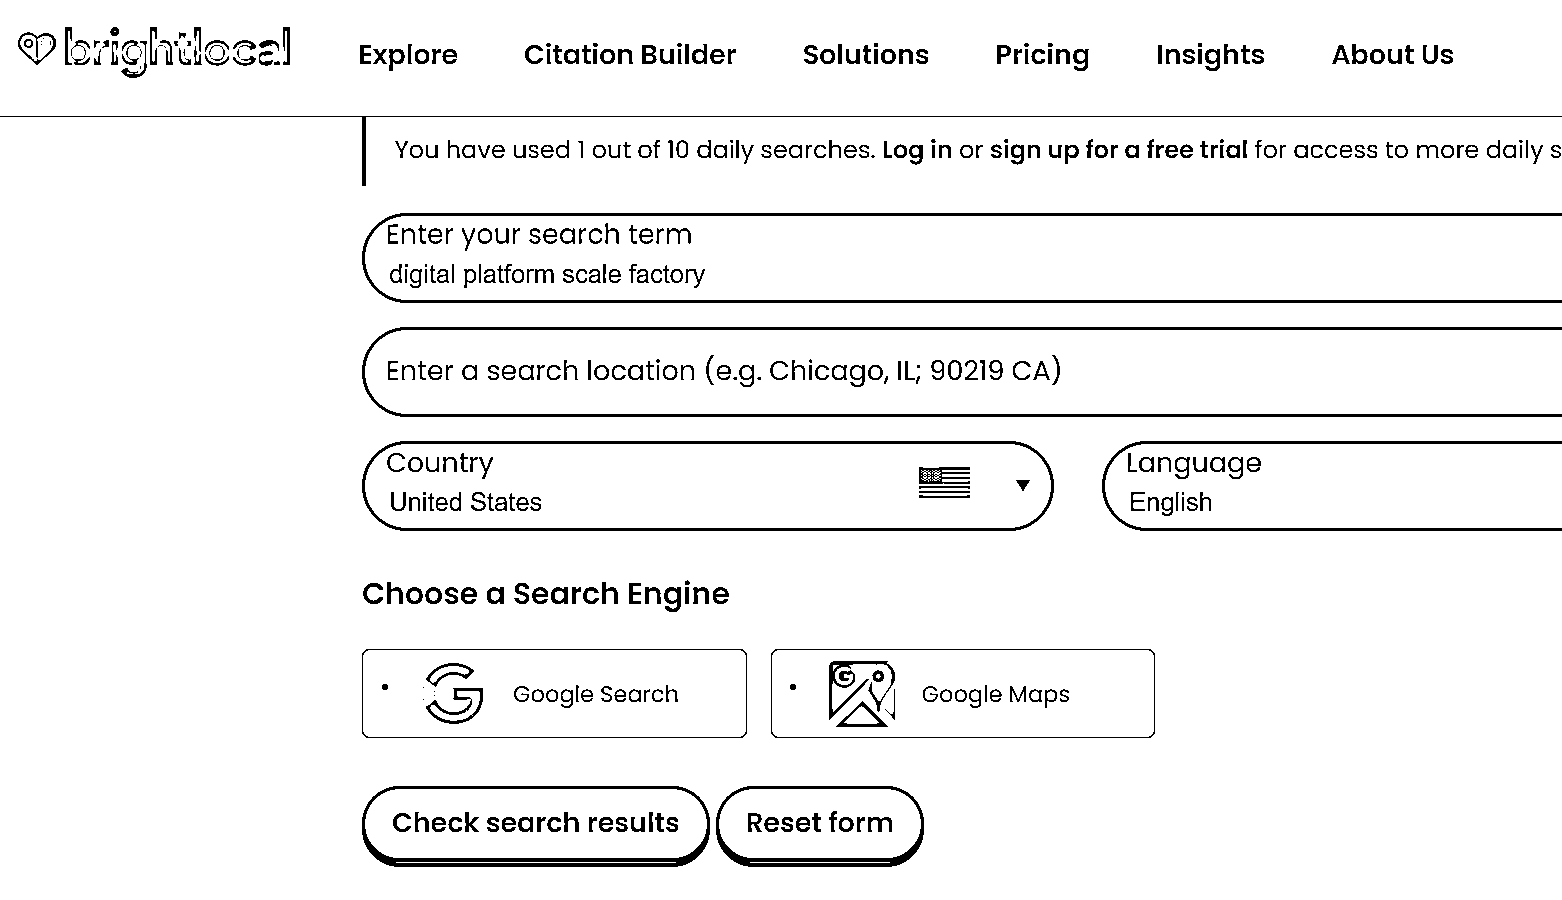 brightlocal
Explore Citation Builder Solutions Pricing Insights About Us
You have used 1 out of 10 daily searches. Log in or sign up for a free trial for access to more daily s
Enter your search term
digital platform scale factory
Enter a search location (e.g. Chicago, IL; 90219 CA)
Country
United States
Language
English
Choose a Search Engine
Google Search
Google Maps
Check search results
Reset form